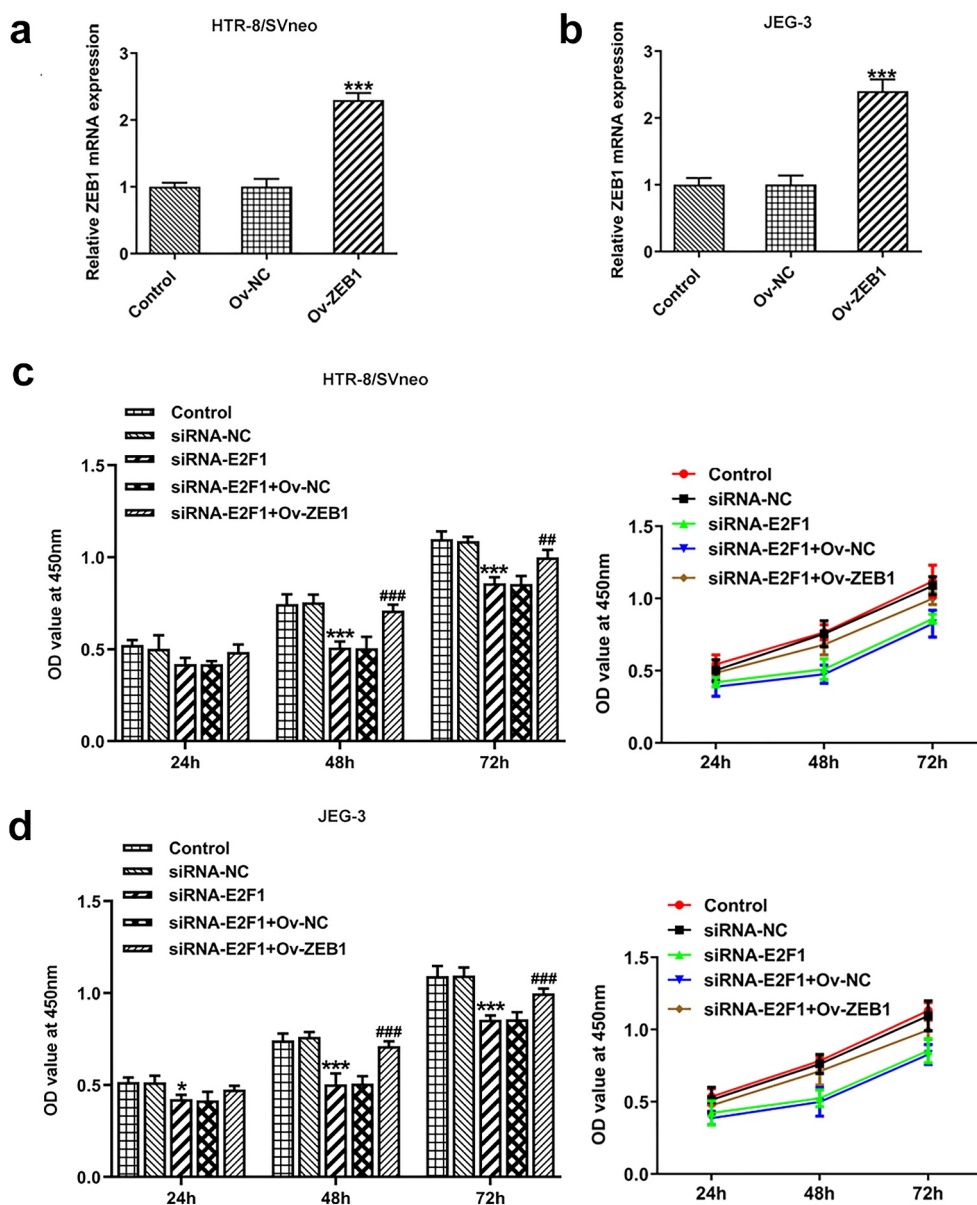 a
HTR-8/SVneo
Relative ZEB1 mRNA expression
3
2
1
0
***
Control
Ov-NC
Ov-ZEB1
b
JEG-3
Relative ZEB1 mRNA expression
3
2
1
0
***
Control
Ov-NC
Ov-ZEB1
c
HTR-8/SVneo
Control
siRNA-NC
siRNA-E2F1
siRNA-E2F1+Ov-NC
siRNA-E2F1+Ov-ZEB1
OD value at 450nm
1.5
1.0
0.5
0.0
***
###
***
##
24h
48h
72h
Control
siRNA-NC
siRNA-E2F1
siRNA-E2F1+Ov-NC
siRNA-E2F1+Ov-ZEB1
OD value at 450nm
1.5
1.0
0.5
0.0
24h
48h
72h
d
JEG-3
Control
siRNA-NC
siRNA-E2F1
siRNA-E2F1+Ov-NC
siRNA-E2F1+Ov-ZEB1
OD value at 450nm
1.5
1.0
0.5
0.0
*
***
###
***
###
24h
48h
72h
Control
siRNA-NC
siRNA-E2F1
siRNA-E2F1+Ov-NC
siRNA-E2F1+Ov-ZEB1
OD value at 450nm
1.5
1.0
0.5
0.0
24h
48h
72h